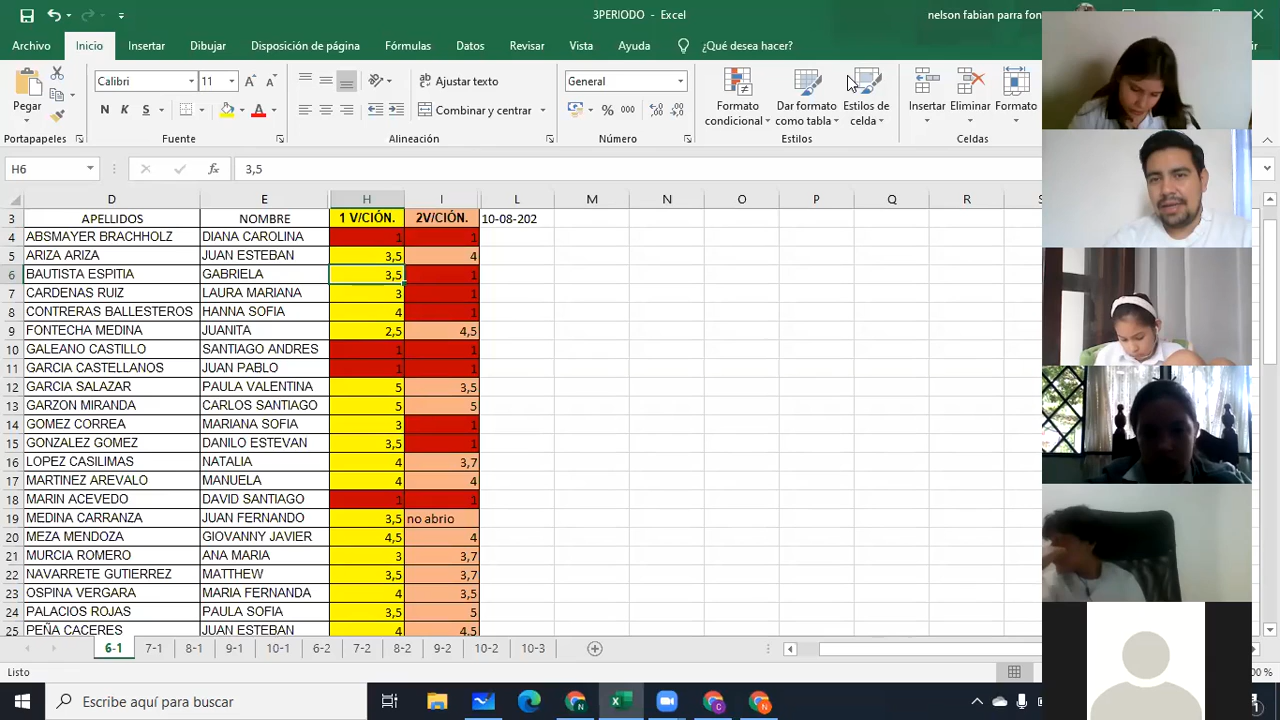 3PERIODO - Excel
nelson fabian parra fon
Archivo Inicio Insertar Dibujar Disposición de página Fórmulas Datos Revisar Vista Ayuda ¿Qué desea hacer?
Pegar
Calibri 11
N K S
Ajustar texto
Combinar y centrar
General
% 000
Formato condicional
Dar formato como tabla
Estilos de celda
Insertar Eliminar Formato
Portapapeles Fuente Alineación Número Estilos Celdas
H6 fx 3,5
D E H I L M N O P Q R
3 APELLIDOS NOMBRE 1 V/CIÓN. 2V/CIÓN. 10-08-202
4 ABSMAYER BRACHHOLZ DIANA CAROLINA 1 1
5 ARIZA ARIZA JUAN ESTEBAN 3,5 4
6 BAUTISTA ESPITIA GABRIELA 3,5 1
7 CARDENAS RUIZ LAURA MARIANA 3 1
8 CONTRERAS BALLESTEROS HANNA SOFIA 4 1
9 FONTECHA MEDINA JUANITA 2,5 4,5
10 GALEANO CASTILLO SANTIAGO ANDRES 1 1
11 GARCIA CASTELLANOS JUAN PABLO 1 1
12 GARCIA SALAZAR PAULA VALENTINA 5 3,5
13 GARZON MIRANDA CARLOS SANTIAGO 5 5
14 GOMEZ CORREA MARIANA SOFIA 3 1
15 GONZALEZ GOMEZ DANILO ESTEVAN 3,5 1
16 LOPEZ CASILIMAS NATALIA 4 3,7
17 MARTINEZ AREVALO MANUELA 4 4
18 MARIN ACEVEDO DAVID SANTIAGO 1 1
19 MEDINA CARRANZA JUAN FERNANDO 3,5 no abrio
20 MEZA MENDOZA GIOVANNY JAVIER 4,5 4
21 MURCIA ROMERO ANA MARIA 3 3,7
22 NAVARRETE GUTIERREZ MATTHEW 3,5 3,7
23 OSPINA VERGARA MARIA FERNANDA 4 3,5
24 PALACIOS ROJAS PAULA SOFIA 3,5 5
25 PEÑA CACERES JUAN ESTEBAN 4 4,5
6-1 7-1 8-1 9-1 10-1 6-2 7-2 8-2 9-2 10-2 10-3
Listo
Escribe aquí para buscar